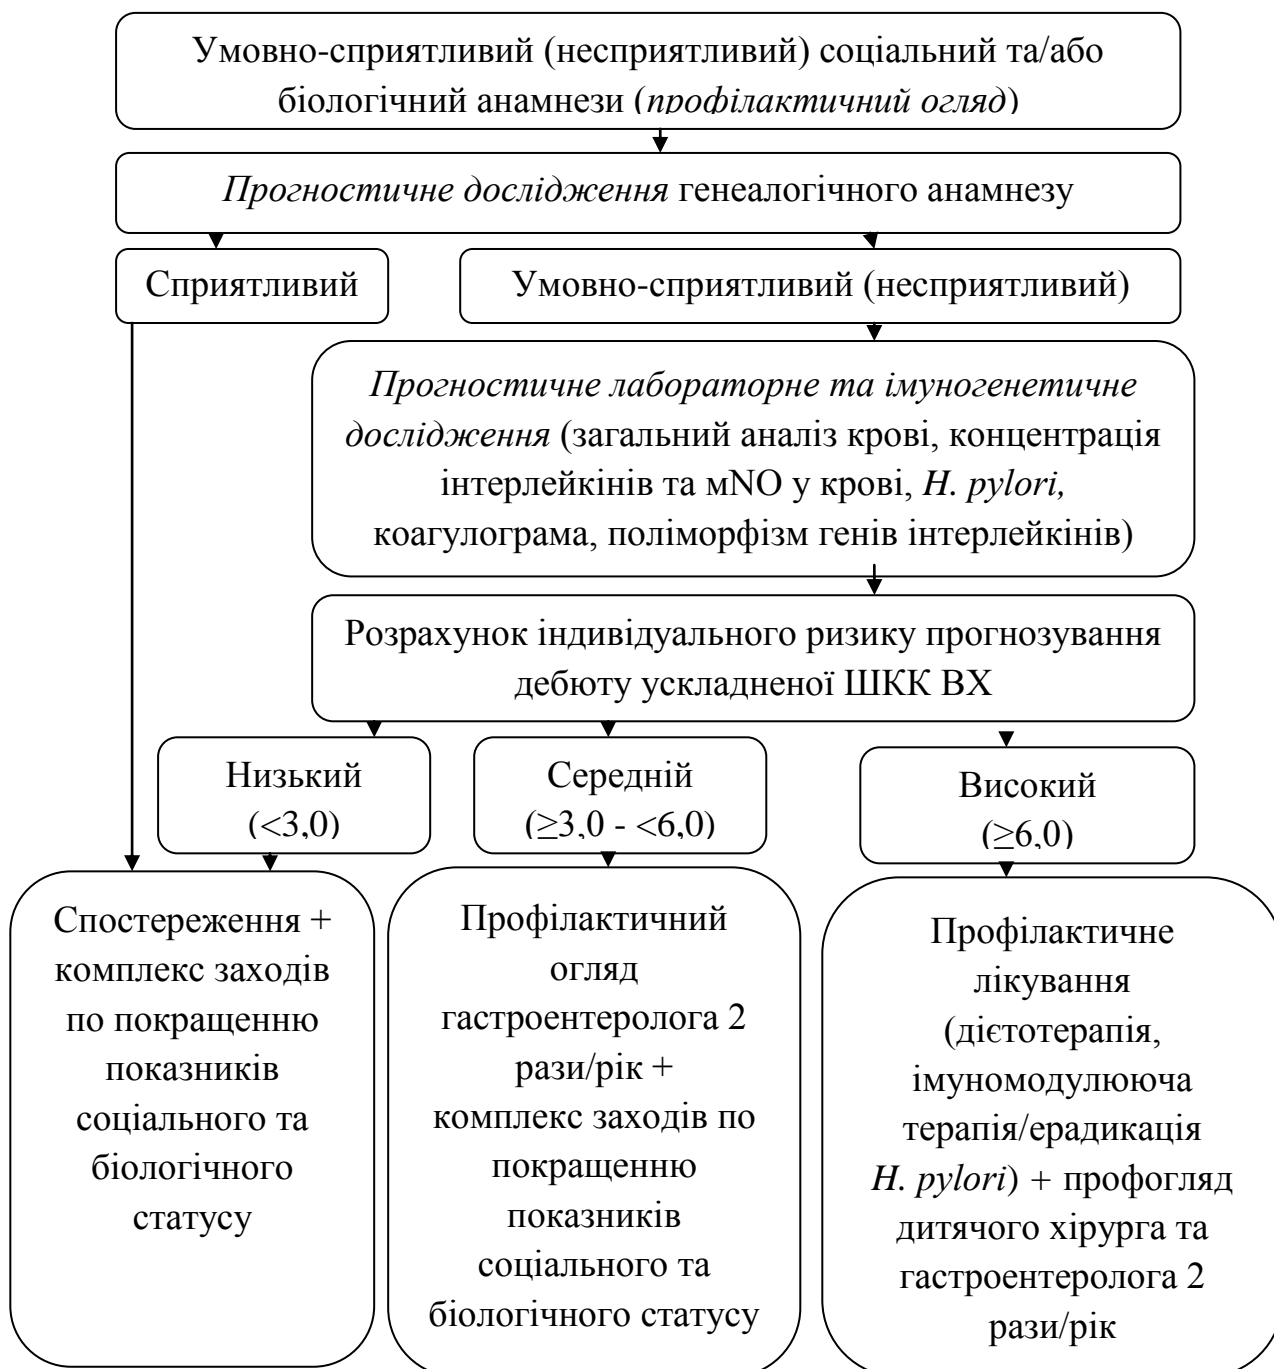 Умовно-сприятливий (несприятливий) соціальний та/або
біологічний анамнези (профілактичний огляд)
Прогностичне дослідження генеалогічного анамнезу
Сприятливий
Умовно-сприятливий (несприятливий)
Прогностичне лабораторне та імуногенетичне
дослідження (загальний аналіз крові, концентрація
інтерлейкінів та мNO у крові, H. pylori,
коагулограма, поліморфізм генів інтерлейкінів)
Розрахунок індивідуального ризику прогнозування
дебюту ускладненої ШКК ВХ
Низький
(<3,0)
Середній
(≥3,0 - <6,0)
Високий
(≥6,0)
Спостереження +
комплекс заходів
по покращенню
показників
соціального та
біологічного
статусу
Профілактичний
огляд
гастроентеролога 2
рази/рік +
комплекс заходів по
покращенню
показників
соціального та
біологічного статусу
Профілактичне
лікування
(дієтотерапія,
імуномодулююча
терапія/ерадикація
H. pylori) + профогляд
дитячого хірурга та
гастроентеролога 2
рази/рік